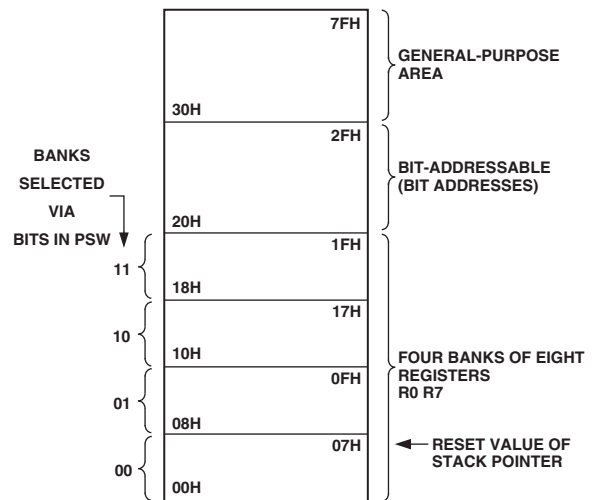 7FH
GENERAL-PURPOSE
AREA
30H
2FH
BANKS
SELECTED
VIA
BITS IN PSW
BIT-ADDRESSABLE
(BIT ADDRESSES)
20H
1FH
11
18H
17H
10
10H
FOUR BANKS OF EIGHT
REGISTERS
R0 R7
0FH
01
08H
07H
RESET VALUE OF
STACK POINTER
00
00H